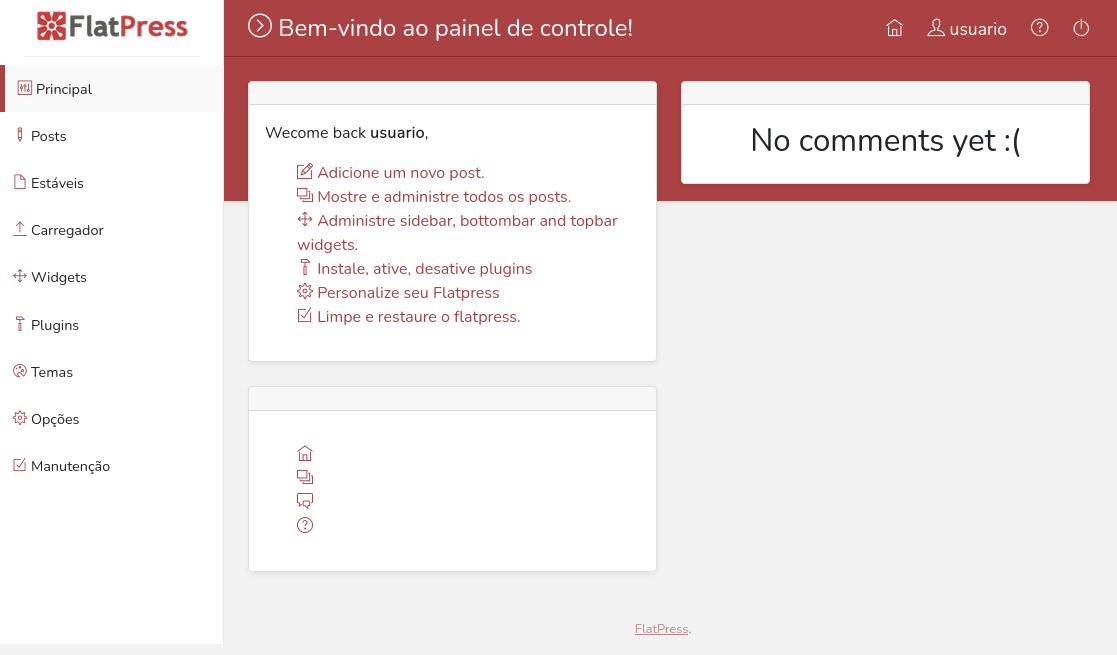 FlatPress
Principal
Posts
Estáveis
Carregador
Widgets
Plugins
Temas
Opções
Manutenção
Bem-vindo ao painel de controle!
usuario
Wecome back usuario,
Adicione um novo post.
Mostre e administre todos os posts.
Administre sidebar, bottombar and topbar
widgets.
Instale, ative, desative plugins
Personalize seu Flatpress
Limpe e restaure o flatpress.
No comments yet :(
FlatPress.